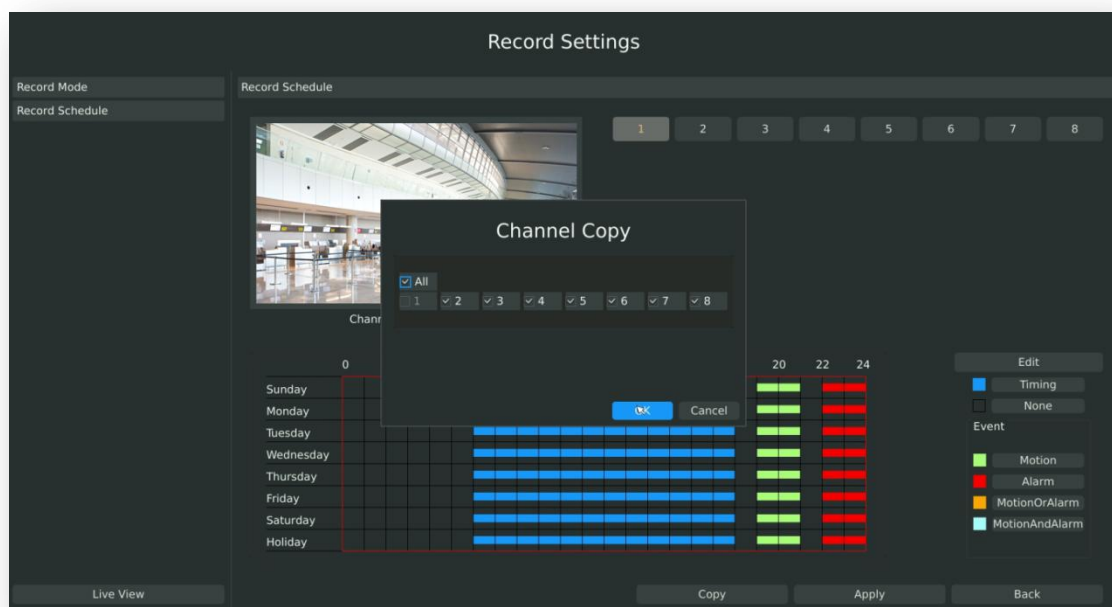 Record Settings
Record Mode
Record Schedule
Record Schedule
1 2 3 4 5 6 7 8
Channel Copy
All
1 2 3 4 5 6 7 8
OK Cancel
0 20 22 24
Sunday
Monday
Tuesday
Wednesday
Thursday
Friday
Saturday
Holiday
Edit
Timing
None
Event
Motion
Alarm
MotionOrAlarm
MotionAndAlarm
Live View
Copy Apply Back